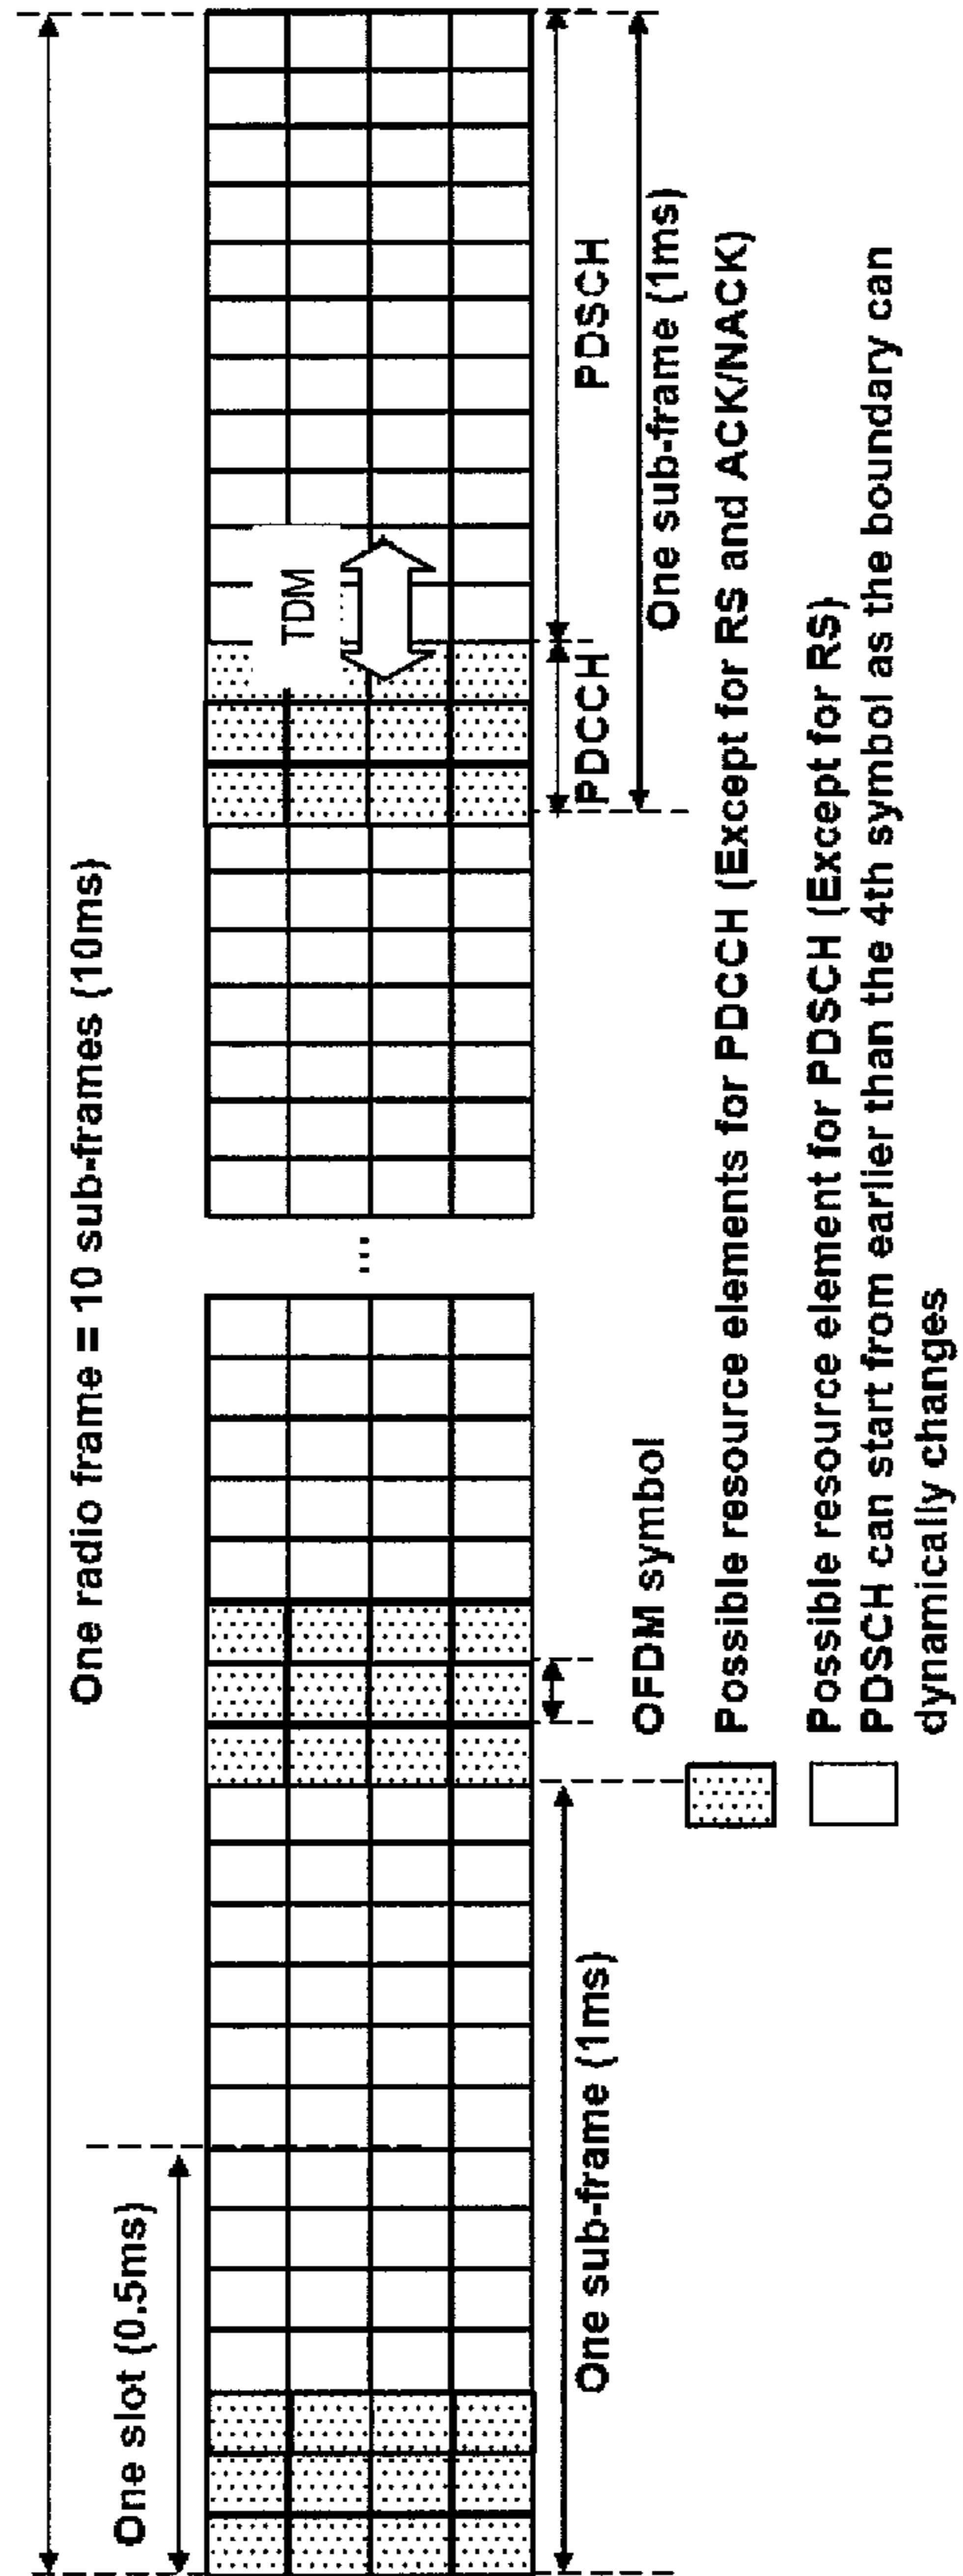 One radio frame = 10 sub-frames (10ms)
One slot (0.5ms)
TDM
...
PDCCH
PDSCH
One sub-frame (1ms)
One sub-frame (1ms)
OFDM symbol
Possible resource elements for PDCCH (Except for RS and ACK/NACK)
Possible resource element for PDSCH (Except for RS)
PDSCH can start from earlier than the 4th symbol as the boundary can
dynamically changes